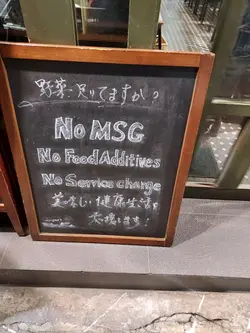 野菜足りてますか?
No MSG
No Food Additives
No Service charge
美味しい健康生活を
応援します!